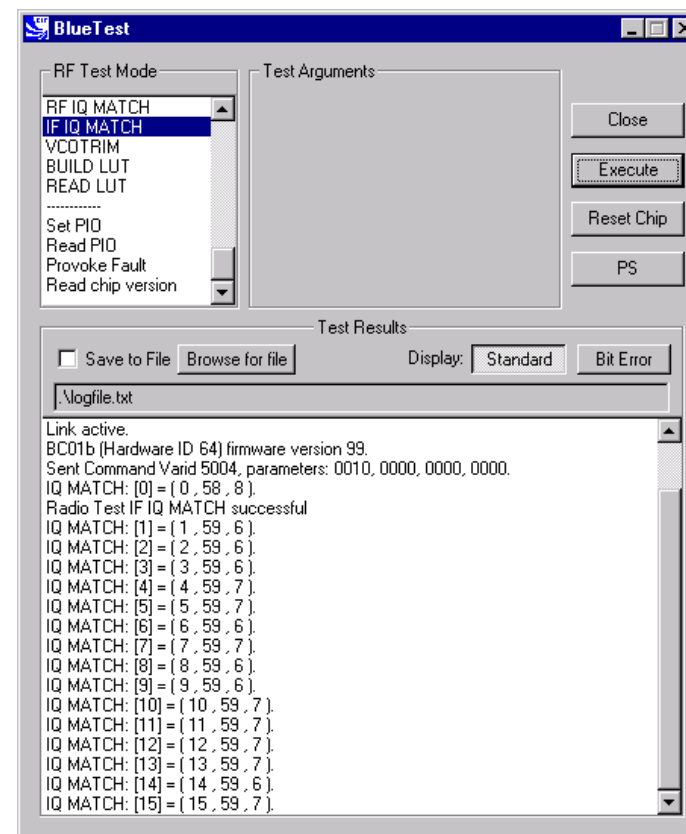 BlueTest
RF Test Mode
RF IQ MATCH
IF IQ MATCH
VCOTRIM
BUILD LUT
READ LUT
------------
Set PIO
Read PIO
Provoke Fault
Read chip version
Test Arguments
Close
Execute
Reset Chip
PS
Test Results
Save to File
Browse for file
Display:
Standard
Bit Error
.\logfile.txt
Link active.
BC01b (Hardware ID 64) firmware version 99.
Sent Command Varid 5004, parameters: 0010, 0000, 0000, 0000.
IQ MATCH: [0] = ( 0 , 58 , 8 ).
Radio Test IF IQ MATCH successful
IQ MATCH: [1] = ( 1 , 59 , 6 ).
IQ MATCH: [2] = ( 2 , 59 , 6 ).
IQ MATCH: [3] = ( 3 , 59 , 6 ).
IQ MATCH: [4] = ( 4 , 59 , 7 ).
IQ MATCH: [5] = ( 5 , 59 , 7 ).
IQ MATCH: [6] = ( 6 , 59 , 6 ).
IQ MATCH: [7] = ( 7 , 59 , 7 ).
IQ MATCH: [8] = ( 8 , 59 , 6 ).
IQ MATCH: [9] = ( 9 , 59 , 6 ).
IQ MATCH: [10] = ( 10 , 59 , 7 ).
IQ MATCH: [11] = ( 11 , 59 , 7 ).
IQ MATCH: [12] = ( 12 , 59 , 7 ).
IQ MATCH: [13] = ( 13 , 59 , 7 ).
IQ MATCH: [14] = ( 14 , 59 , 6 ).
IQ MATCH: [15] = ( 15 , 59 , 7 ).